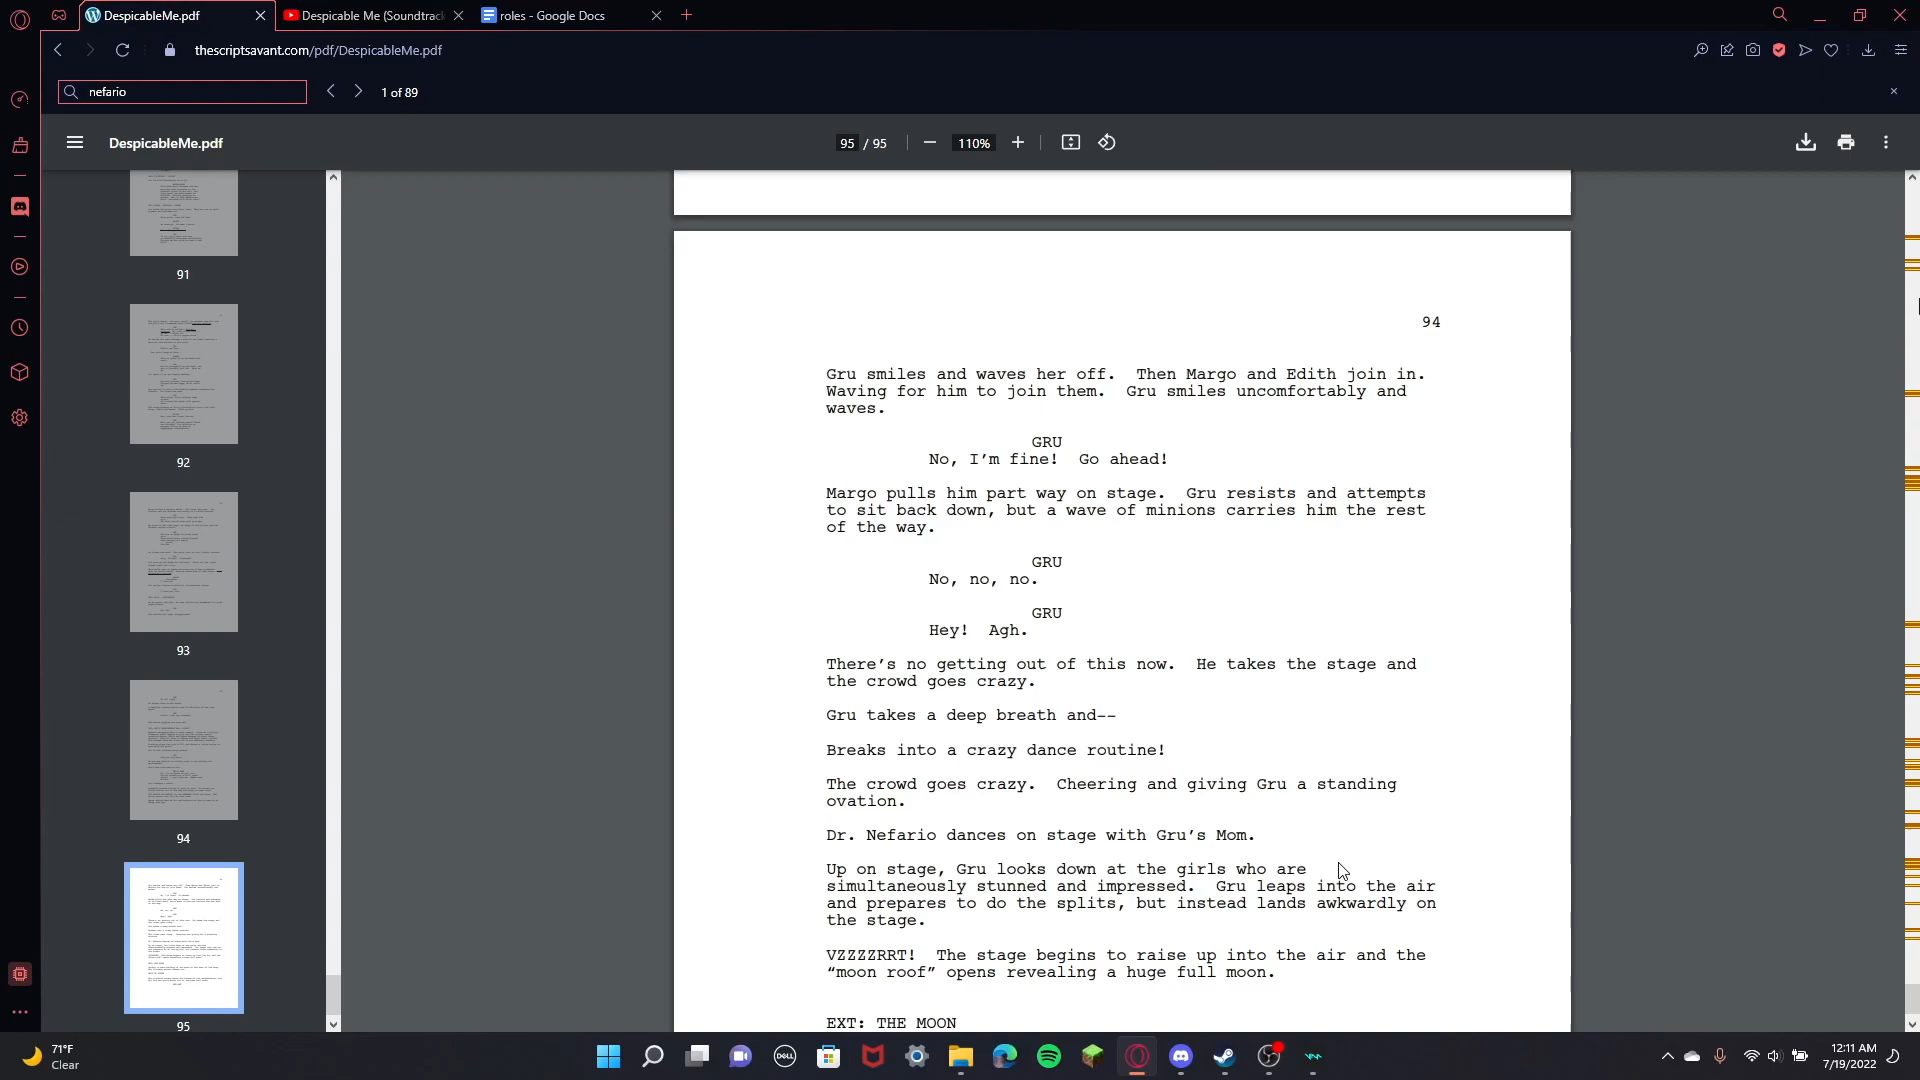 DespicableMe.pdf
Despicable Me (Soundtrac
roles - Google Docs
thescriptsavant.com/pdf/DespicableMe.pdf
nefario
1 of 89
DespicableMe.pdf
95 / 95
110%
91
92
93
94
95
94
Gru smiles and waves her off. Then Margo and Edith join in.
Waving for him to join them. Gru smiles uncomfortably and
waves.
GRU
No, I'm fine! Go ahead!
Margo pulls him part way on stage. Gru resists and attempts
to sit back down, but a wave of minions carries him the rest
of the way.
GRU
No, no, no.
GRU
Hey! Agh.
There's no getting out of this now. He takes the stage and
the crowd goes crazy.
Gru takes a deep breath and--
Breaks into a crazy dance routine!
The crowd goes crazy. Cheering and giving Gru a standing
ovation.
Dr. Nefario dances on stage with Gru's Mom.
Up on stage, Gru looks down at the girls who are
simultaneously stunned and impressed. Gru leaps into the air
and prepares to do the splits, but instead lands awkwardly on
the stage.
VZZZZRRT! The stage begins to raise up into the air and the
“moon roof” opens revealing a huge full moon.
EXT: THE MOON
71°F
Clear
DELL
12:11 AM
7/19/2022